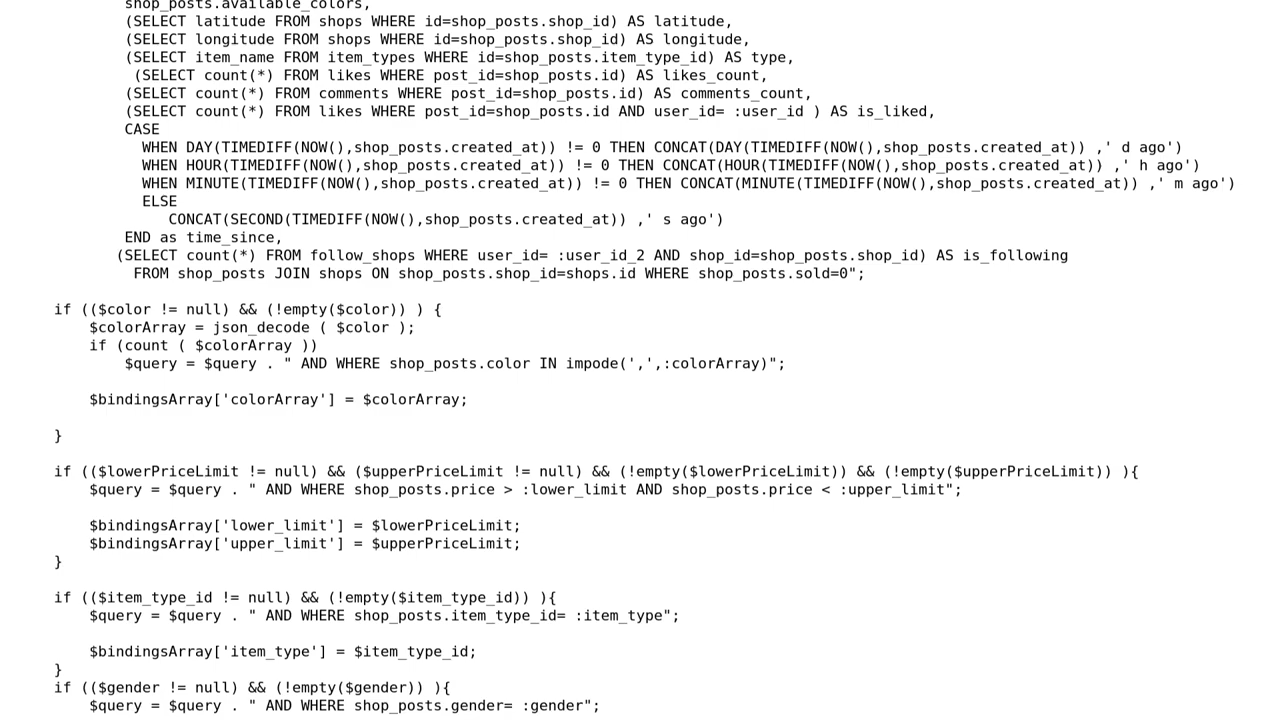 shop_posts.available_colors,
(SELECT latitude FROM shops WHERE id=shop_posts.shop_id) AS latitude,
(SELECT longitude FROM shops WHERE id=shop_posts.shop_id) AS longitude,
(SELECT item_name FROM item_types WHERE id=shop_posts.item_type_id) AS type,
(SELECT count(*) FROM likes WHERE post_id=shop_posts.id) AS likes_count,
(SELECT count(*) FROM comments WHERE post_id=shop_posts.id) AS comments_count,
(SELECT count(*) FROM likes WHERE post_id=shop_posts.id AND user_id= :user_id ) AS is_liked,
CASE
WHEN DAY(TIMEDIFF(NOW(),shop_posts.created_at)) != 0 THEN CONCAT(DAY(TIMEDIFF(NOW(),shop_posts.created_at)) ,' d ago')
WHEN HOUR(TIMEDIFF(NOW(),shop_posts.created_at)) != 0 THEN CONCAT(HOUR(TIMEDIFF(NOW(),shop_posts.created_at)) ,' h ago')
WHEN MINUTE(TIMEDIFF(NOW(),shop_posts.created_at)) != 0 THEN CONCAT(MINUTE(TIMEDIFF(NOW(),shop_posts.created_at)) ,' m ago')
ELSE
CONCAT(SECOND(TIMEDIFF(NOW(),shop_posts.created_at)) ,' s ago')
END as time_since,
(SELECT count(*) FROM follow_shops WHERE user_id= :user_id_2 AND shop_id=shop_posts.shop_id) AS is_following
FROM shop_posts JOIN shops ON shop_posts.shop_id=shops.id WHERE shop_posts.sold=0";
if (($color != null) && (!empty($color)) ) {
$colorArray = json_decode ( $color );
if (count ( $colorArray ))
$query = $query . " AND WHERE shop_posts.color IN impode(',',:colorArray)";
$bindingsArray['colorArray'] = $colorArray;
}
if (($lowerPriceLimit != null) && ($upperPriceLimit != null) && (!empty($lowerPriceLimit)) && (!empty($upperPriceLimit)) ){
$query = $query . " AND WHERE shop_posts.price > :lower_limit AND shop_posts.price < :upper_limit";
$bindingsArray['lower_limit'] = $lowerPriceLimit;
$bindingsArray['upper_limit'] = $upperPriceLimit;
}
if (($item_type_id != null) && (!empty($item_type_id)) ){
$query = $query . " AND WHERE shop_posts.item_type_id= :item_type";
$bindingsArray['item_type'] = $item_type_id;
}
if (($gender != null) && (!empty($gender)) ){
$query = $query . " AND WHERE shop_posts.gender= :gender";